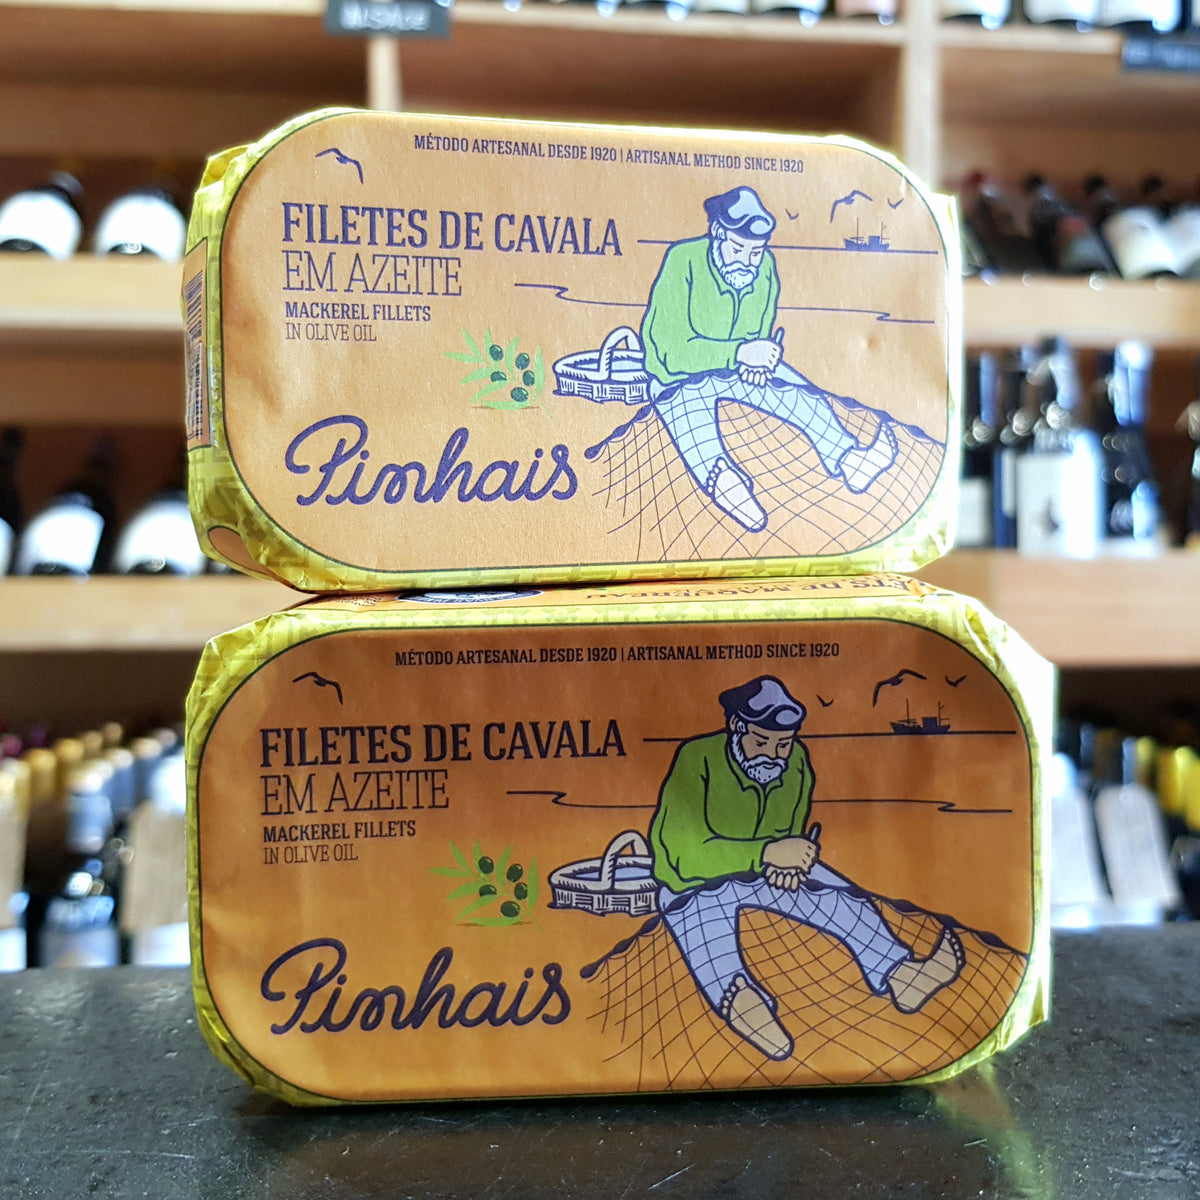 MÉTODO ARTESANAL DESDE 1920 | ARTISANAL METHOD SINCE 1920
FILETES DE CAVALA
EM AZEITE
MACKEREL FILLETS
IN OLIVE OIL
Pinhais
DE MAQUEREAU
MÉTODO ARTESANAL DESDE 1920 | ARTISANAL METHOD SINCE 1920
FILETES DE CAVALA
EM AZEITE
MACKEREL FILLETS
IN OLIVE OIL
Pinhais